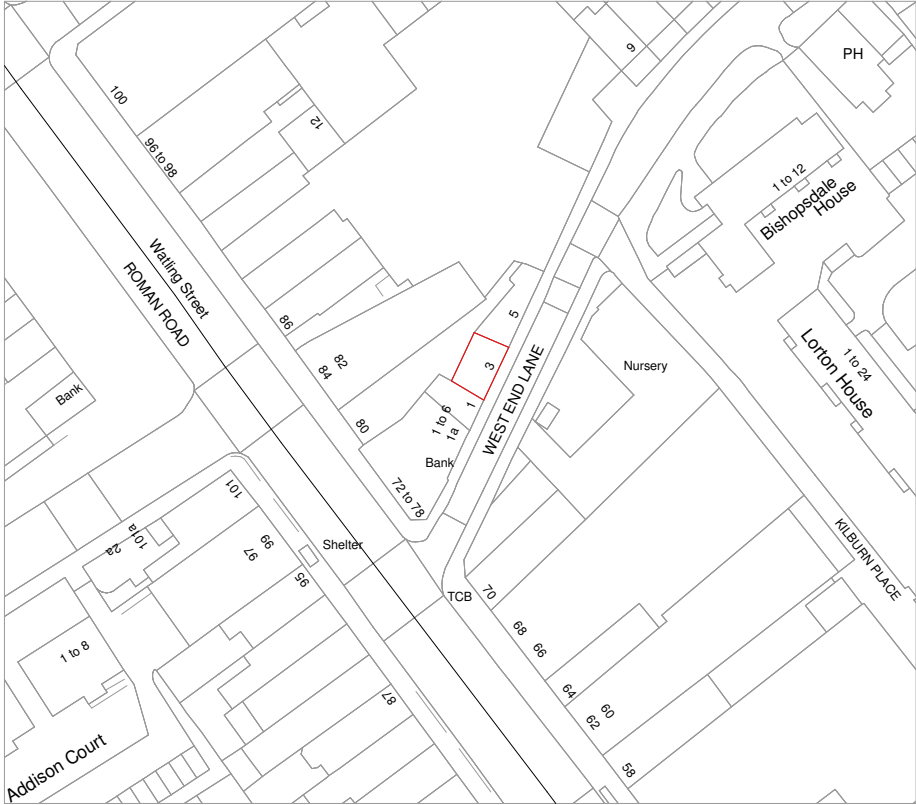 PH
9
100
12
96 to 98
1 to 12
Bishopsdale
House
Watling Street
ROMAN ROAD
86
5
82
84
3
WEST END LANE
Nursery
1 to 24
Lorton House
Bank
1
1 to 6
1a
80
Bank
72 to 78
101
101a
2a
99
97
Shelter
95
KILBURN PLACE
TCB
70
68
66
1 to 8
64
60
62
87
58
Addison Court